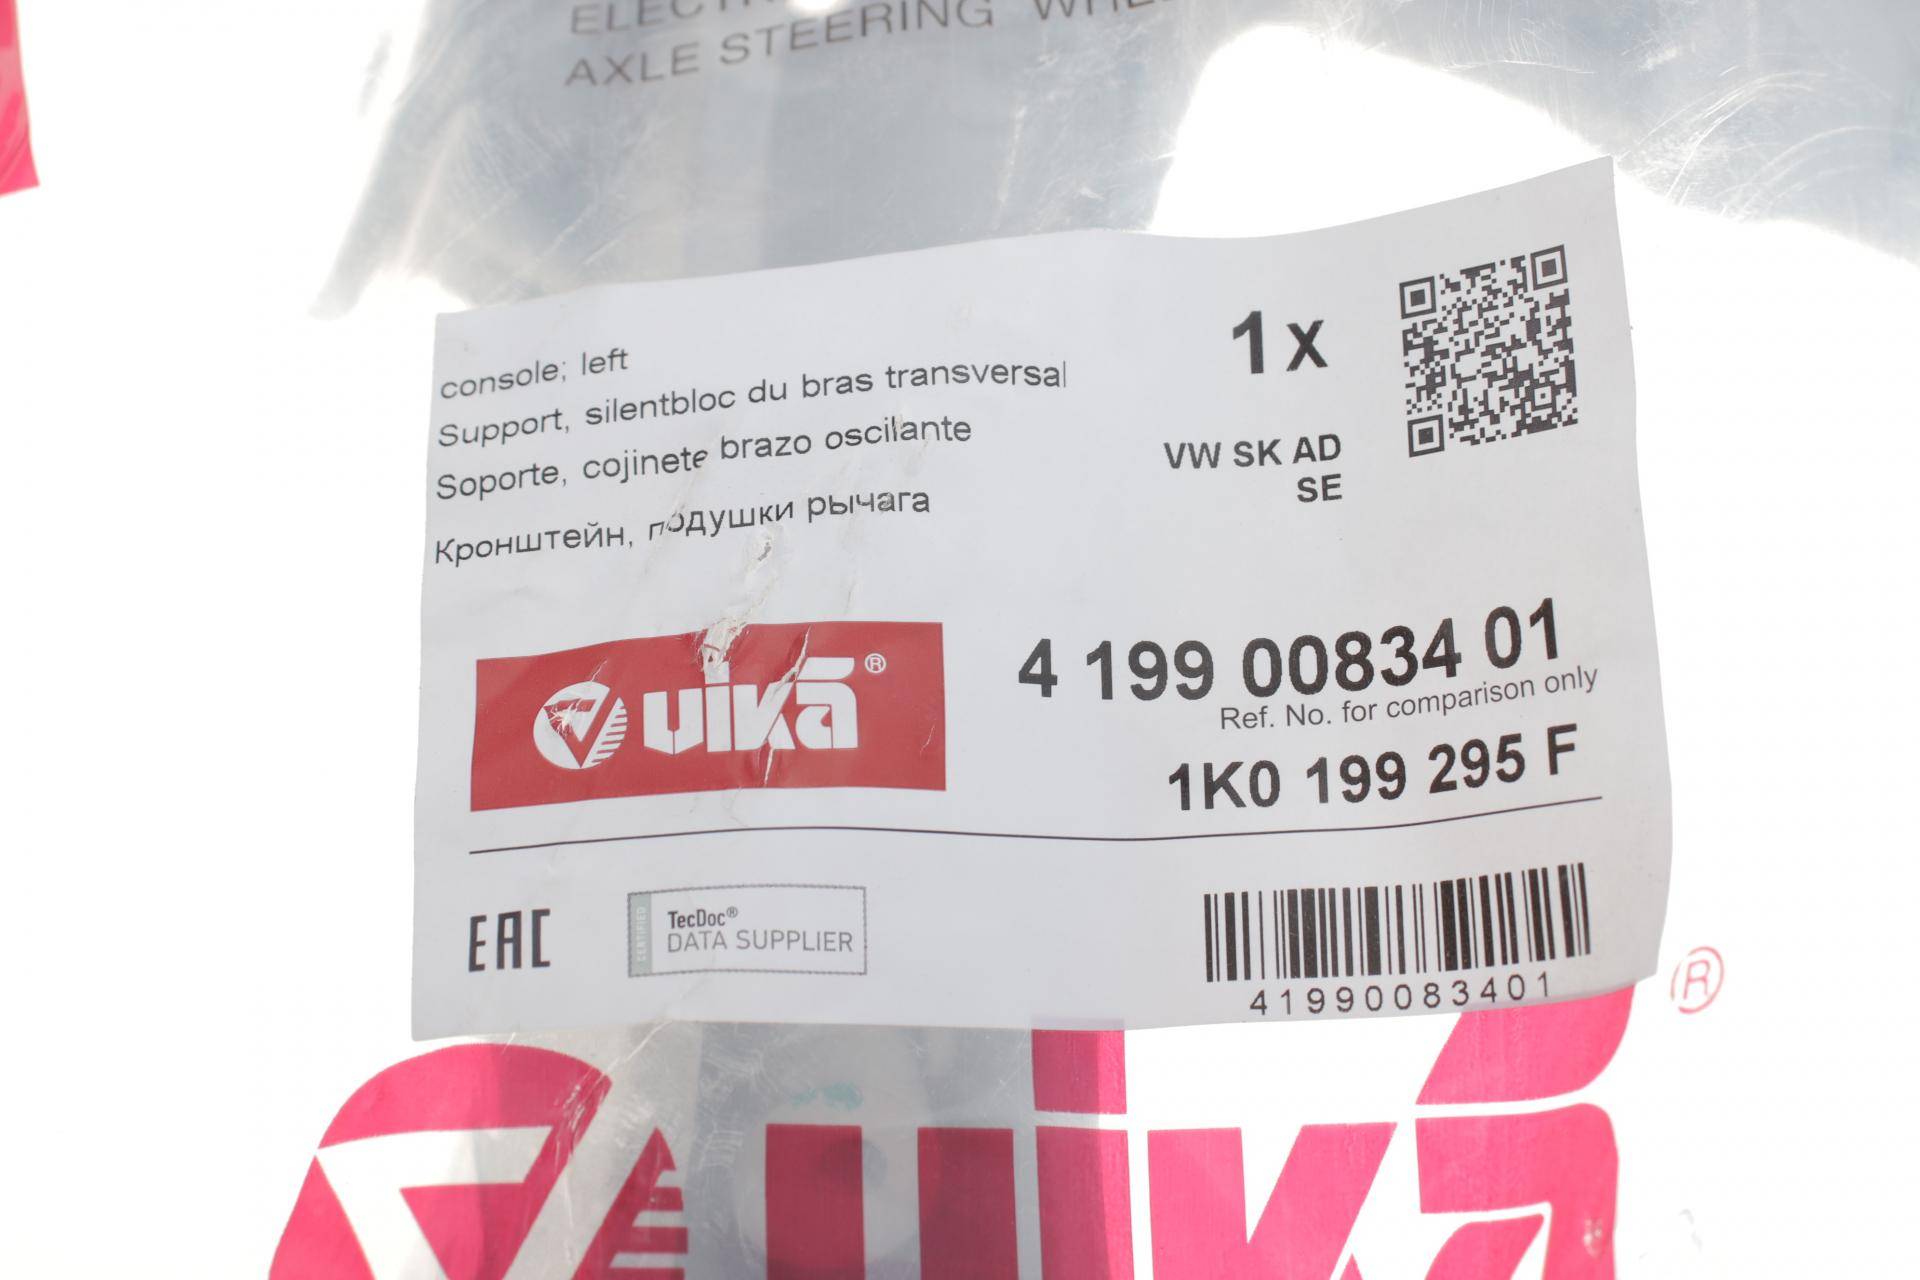 AXLE STEERING
console; left
Support, silentbloc du bras transversal
Soporte, cojinete brazo oscilante
Кронштейн, подушки рычага
1x
VW SK AD
SE
vika®
4 199 00834 01
Ref. No. for comparison only
1K0 199 295 F
EAC
CERTIFIED
TecDoc®
DATA SUPPLIER
41990083401
vika®